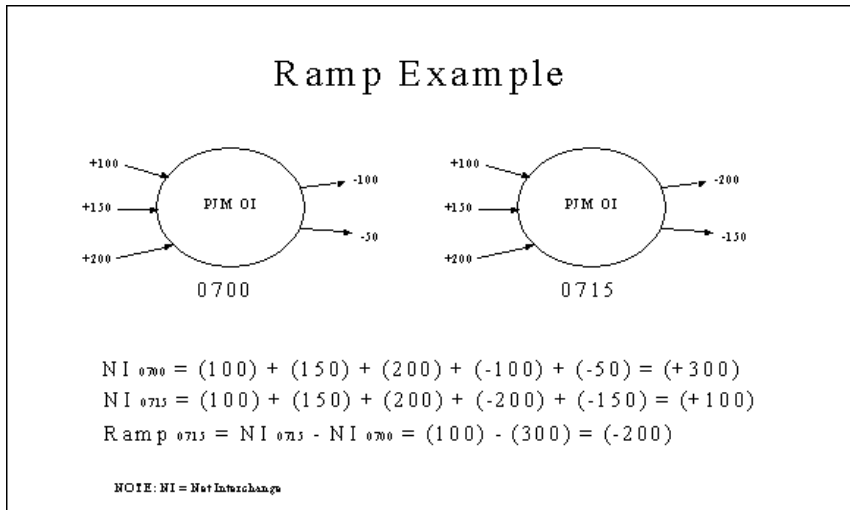 Ramp Example
+100
+150
+200
PJM OI
-100
-50
0700
+100
+150
+200
PJM OI
-200
-150
0715
NI 0700 = (100) + (150) + (200) + (-100) + (-50) = (+300)
NI 0715 = (100) + (150) + (200) + (-200) + (-150) = (+100)
Ramp 0715 = NI 0715 - NI 0700 = (100) - (300) = (-200)
NOTE: NI = Net Interchange